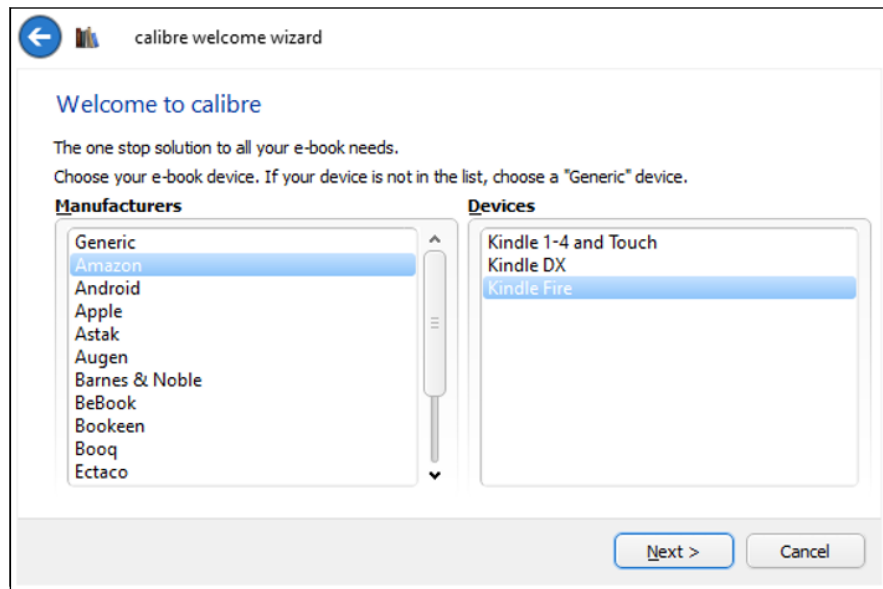 calibre welcome wizard
Welcome to calibre
The one stop solution to all your e-book needs.
Choose your e-book device. If your device is not in the list, choose a "Generic" device.
Manufacturers
Generic
Amazon
Android
Apple
Astak
Augen
Barnes & Noble
BeBook
Bookeen
Booq
Ectaco
Devices
Kindle 1-4 and Touch
Kindle DX
Kindle Fire
Next >
Cancel